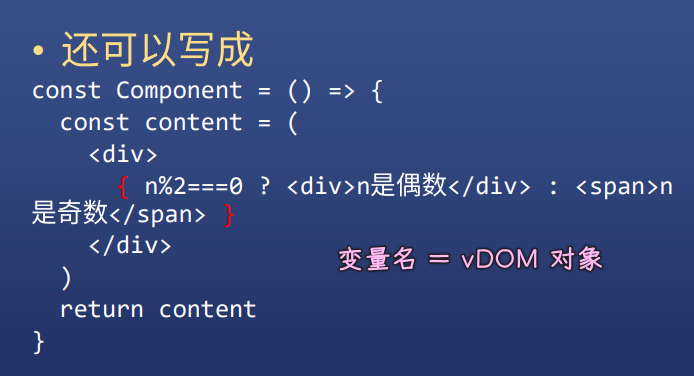 • 还可以写成
const Component = () => {
  const content = (
    <div>
      { n%2===0 ? <div>n是偶数</div> : <span>n
是奇数</span> }
    </div>
变量名 = vDOM 对象
  )
  return content
}